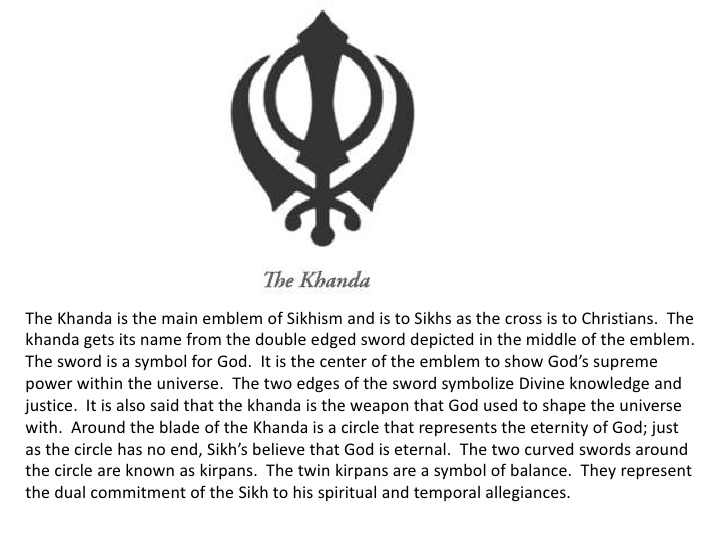 The Khanda
The Khanda is the main emblem of Sikhism and is to Sikhs as the cross is to Christians.  The
khanda gets its name from the double edged sword depicted in the middle of the emblem.
The sword is a symbol for God.  It is the center of the emblem to show God’s supreme
power within the universe.  The two edges of the sword symbolize Divine knowledge and
justice.  It is also said that the khanda is the weapon that God used to shape the universe
with.  Around the blade of the Khanda is a circle that represents the eternity of God; just
as the circle has no end, Sikh’s believe that God is eternal.  The two curved swords around
the circle are known as kirpans.  The twin kirpans are a symbol of balance.  They represent
the dual commitment of the Sikh to his spiritual and temporal allegiances.